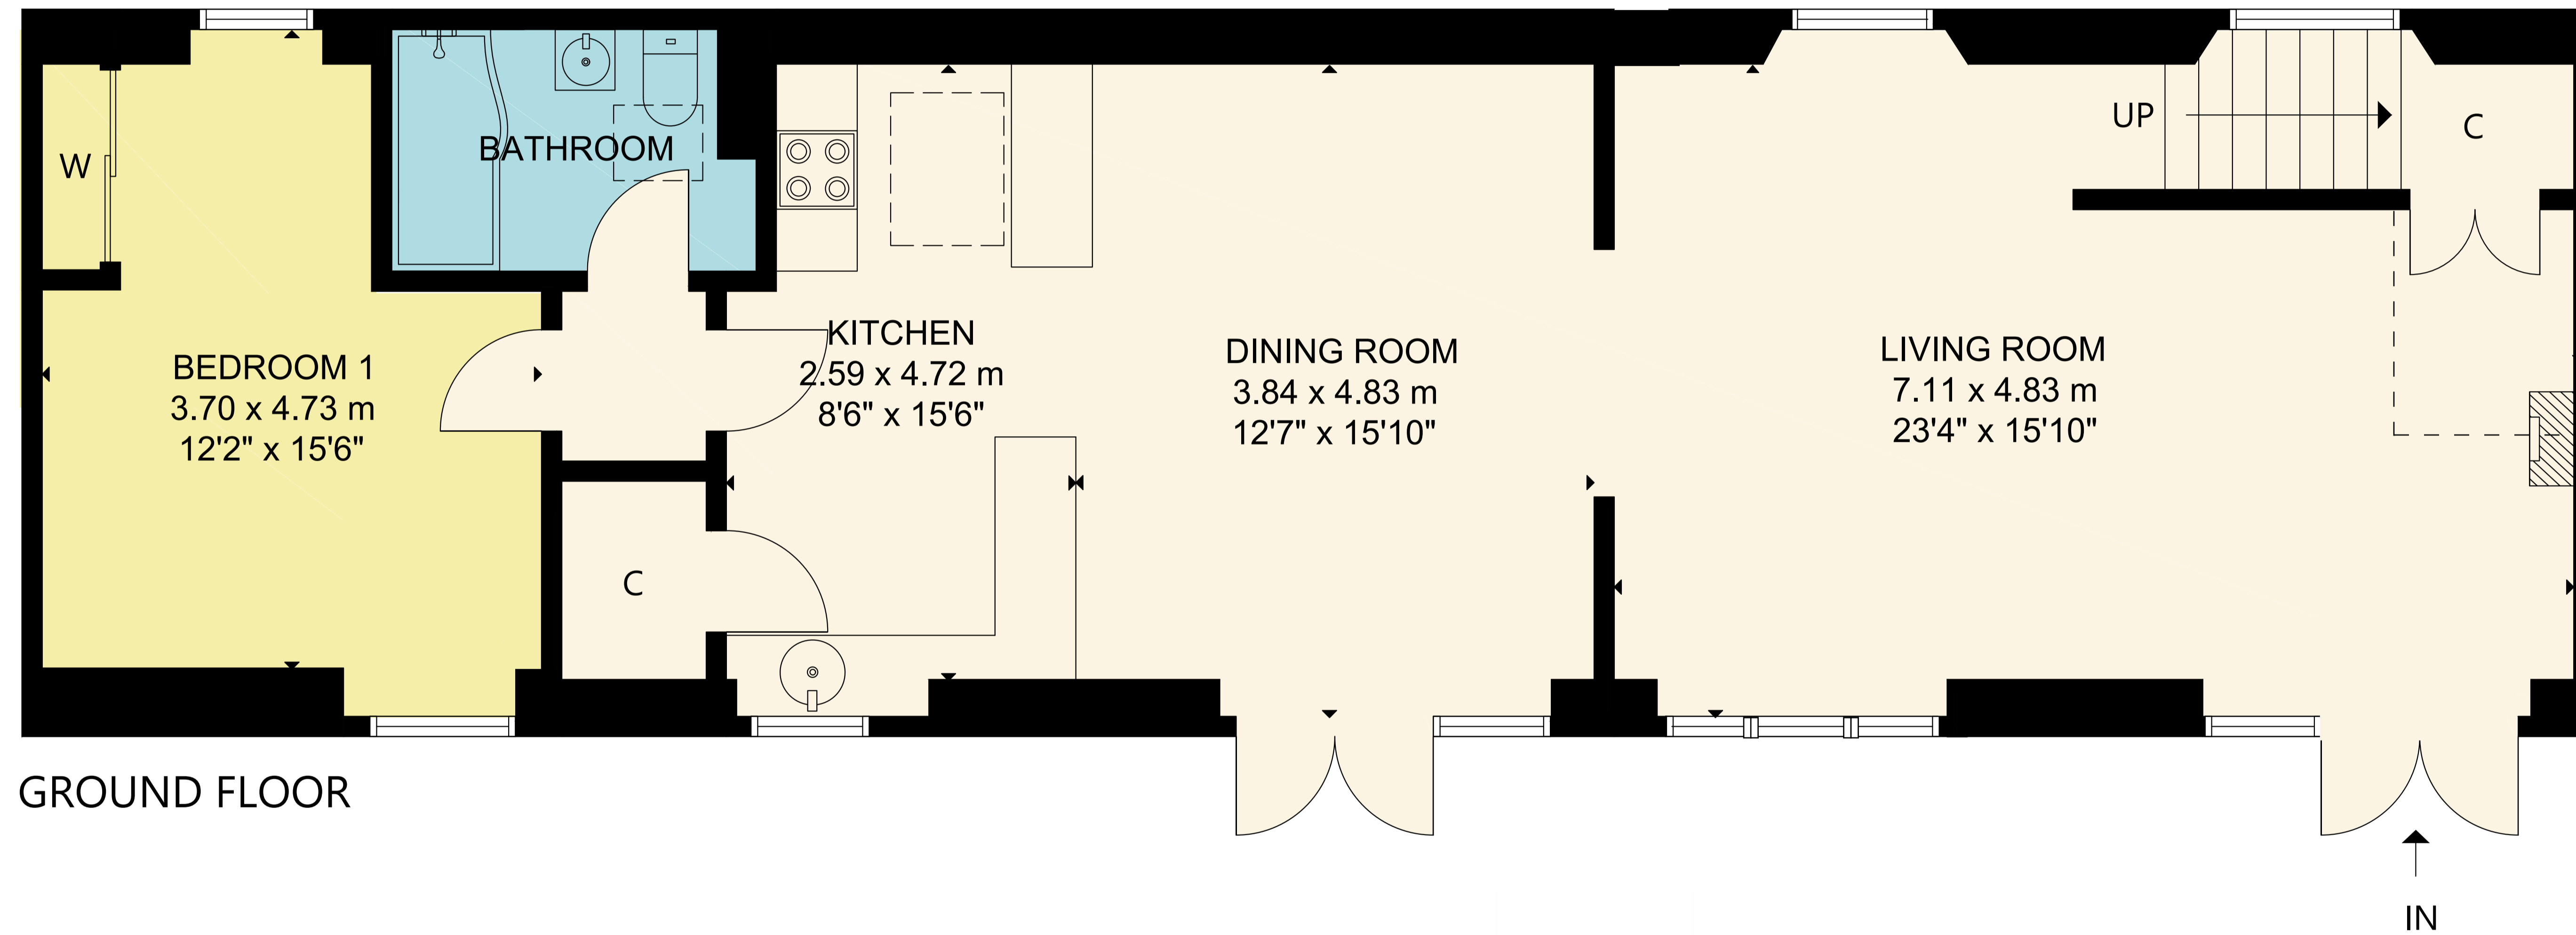 W
BEDROOM 1
3.70 x 4.73 m
12'2" x 15'6"
BATHROOM
C
KITCHEN
2.59 x 4.72 m
8'6" x 15'6"
DINING ROOM
3.84 x 4.83 m
12'7" x 15'10"
LIVING ROOM
7.11 x 4.83 m
23'4" x 15'10"
UP
C
GROUND FLOOR
IN